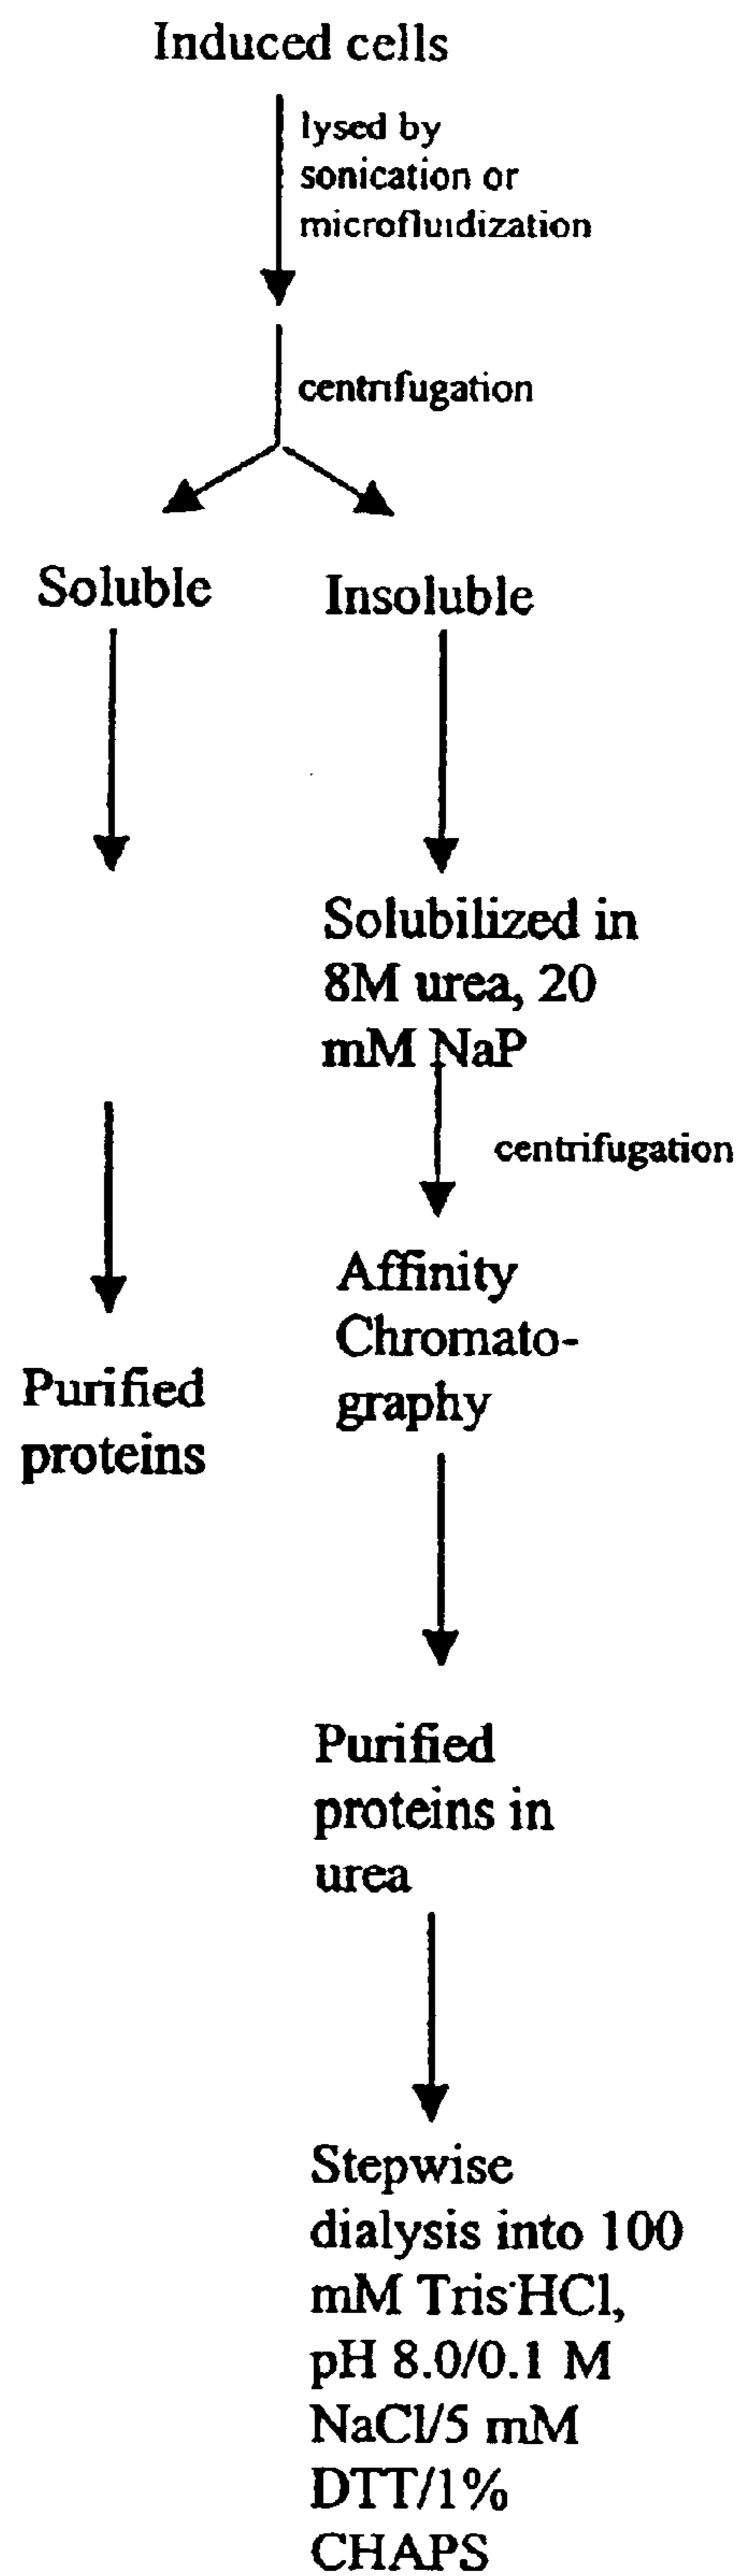 Induced cells
lysed by
sonication or
microfluidization
centrifugation
Soluble
Insoluble
Solubilized in
8M urea, 20
mM NaP
centrifugation
Affinity
Chromato-
graphy
Purified
proteins
Purified
proteins in
urea
Stepwise
dialysis into 100
mM Tris·HCl,
pH 8.0/0.1 M
NaCl/5 mM
DTT/1%
CHAPS